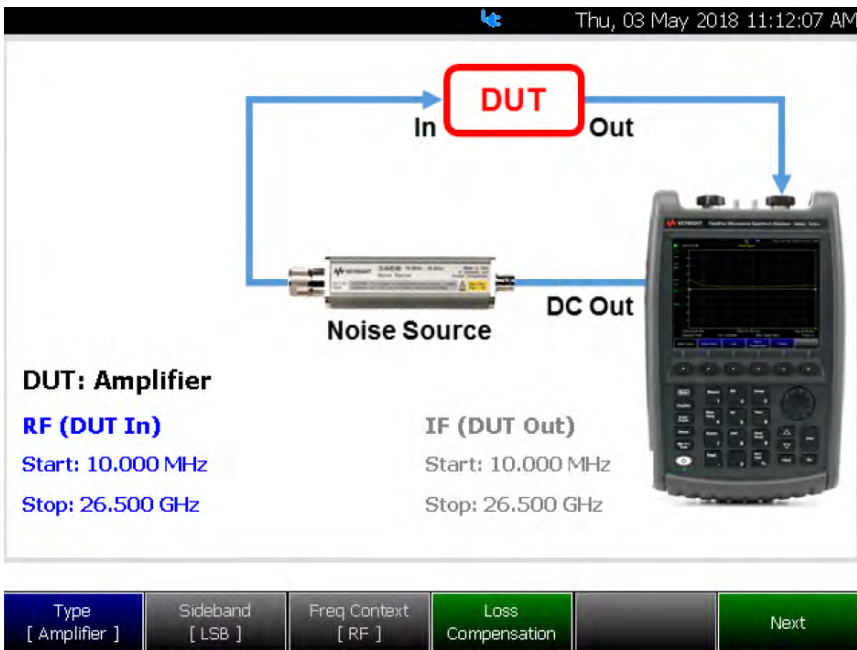 Thu, 03 May 2018 11:12:07 AM
DUT
In
Out
KEYSIGHT
KEYSIGHT
DC Out
Noise Source
DUT: Amplifier
RF (DUT In)
IF (DUT Out)
Start: 10.000 MHz
Start: 10.000 MHz
Stop: 26.500 GHz
Stop: 26.500 GHz
Type
[ Amplifier ]
Sideband
[ LSB ]
Freq Context
[ RF ]
Loss
Compensation
Next